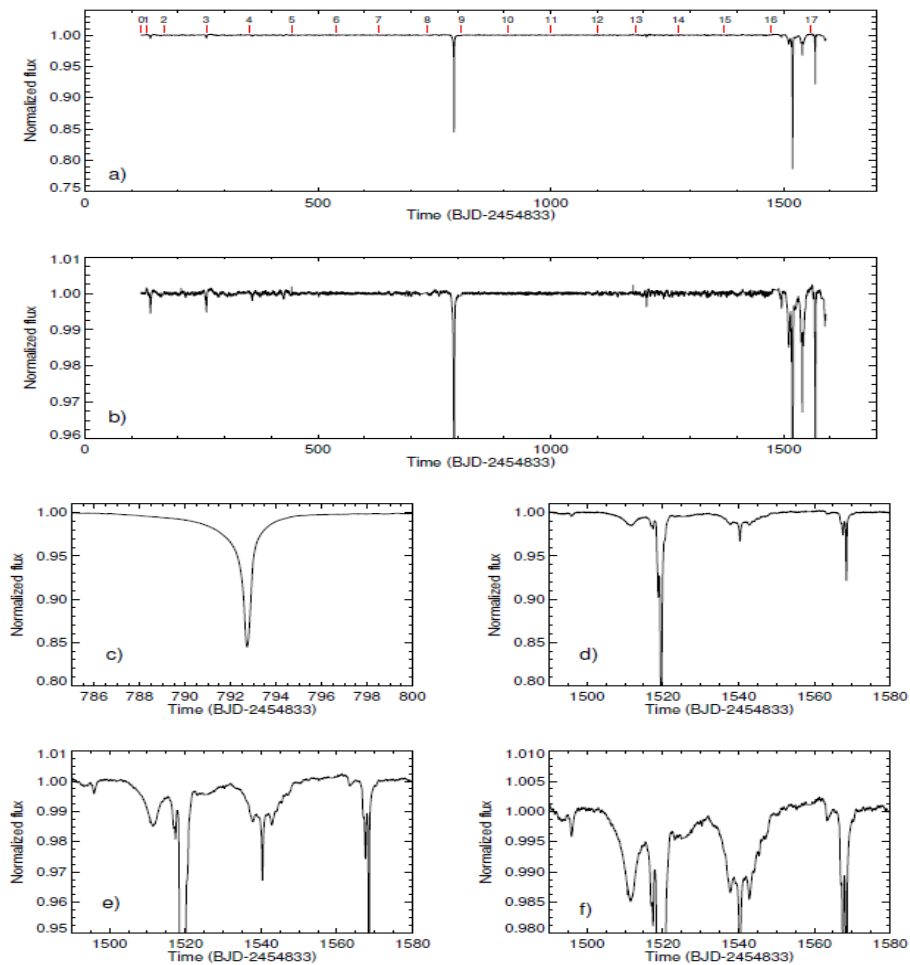 0 1 2 3 4 5 6 7 8 9 10 11 12 13 14 15 16 17
1.00
0.95
0.90
0.85
0.80
0.75
Normalized flux
a)
0 500 1000 1500
Time (BJD-2454833)
1.01
1.00
0.99
0.98
0.97
0.96
Normalized flux
b)
0 500 1000 1500
Time (BJD-2454833)
1.00
0.95
0.90
0.85
0.80
Normalized flux
c)
786 788 790 792 794 796 798 800
Time (BJD-2454833)
1.00
0.95
0.90
0.85
0.80
Normalized flux
d)
1500 1520 1540 1560 1580
Time (BJD-2454833)
1.01
1.00
0.99
0.98
0.97
0.96
0.95
Normalized flux
e)
1500 1520 1540 1560 1580
Time (BJD-2454833)
1.010
1.005
1.000
0.995
0.990
0.985
0.980
Normalized flux
f)
1500 1520 1540 1560 1580
Time (BJD-2454833)